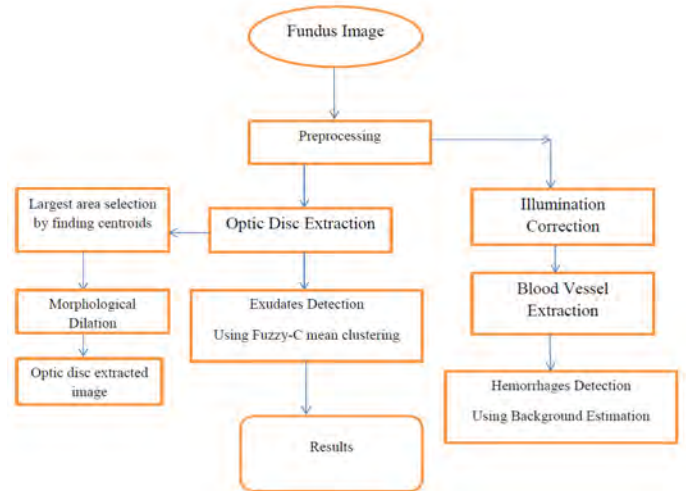 Fundus Image
Preprocessing
Largest area selection
by finding centroids
Optic Disc Extraction
Illumination
Correction
Morphological
Dilation
Exudates Detection
Using Fuzzy-C mean clustering
Blood Vessel
Extraction
Optic disc extracted
image
Hemorrhages Detection
Using Background Estimation
Results